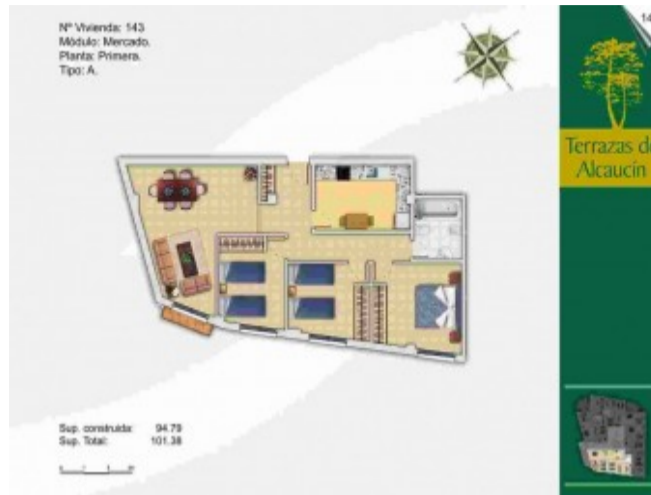 Nº Vivienda: 143
Módulo: Mercado.
Planta: Primera.
Tipo: A.
14
Terrazas de
Alcaucín
Sup. construida: 94.79
Sup. Total: 101.38